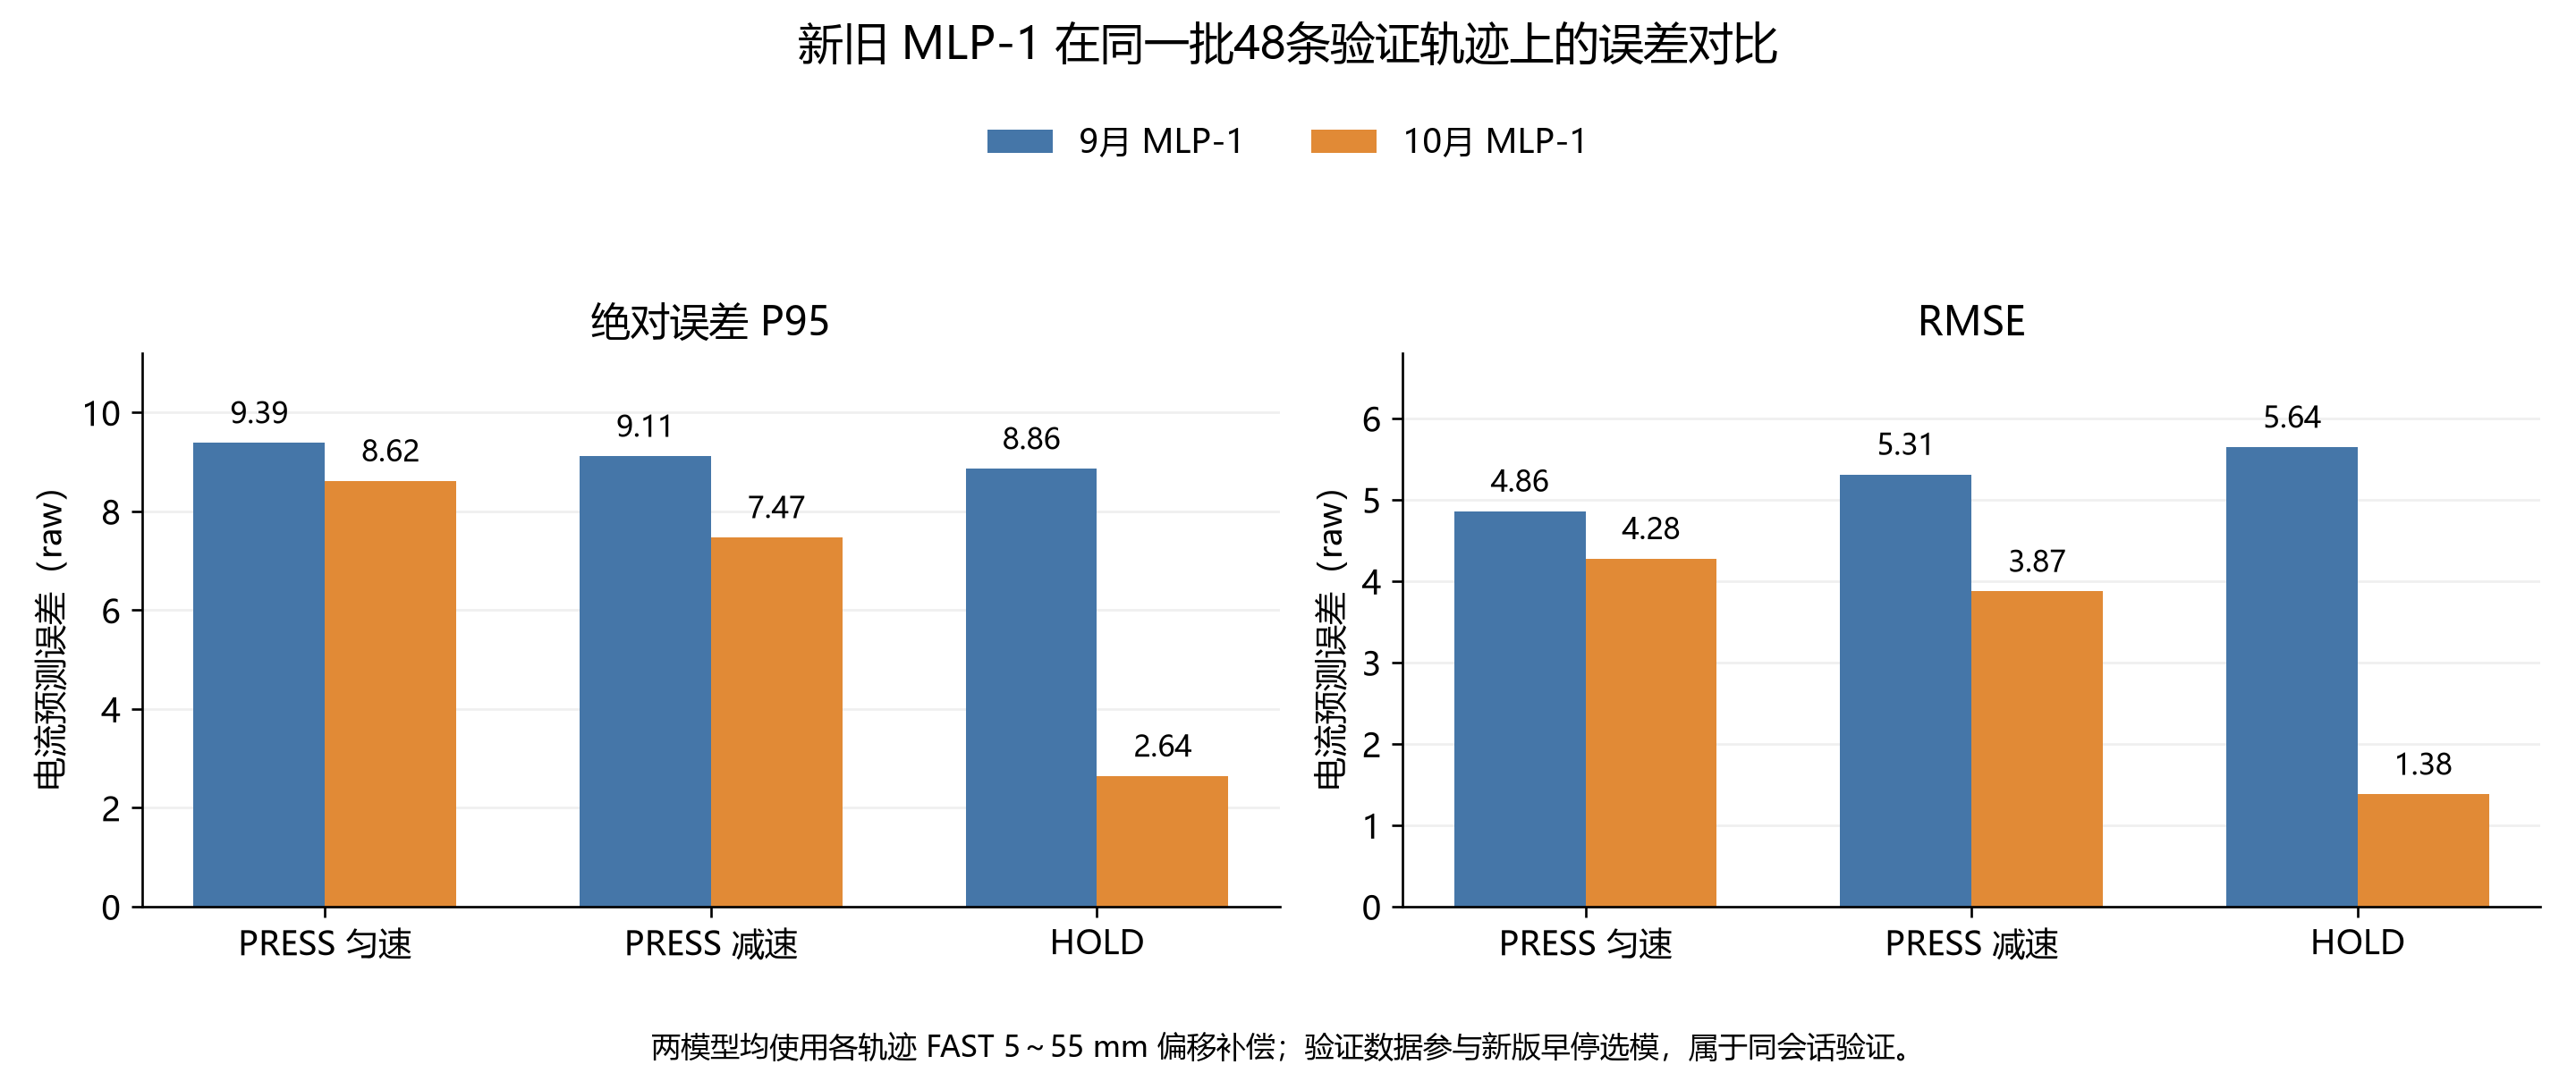 新旧 MLP-1 在同一批48条验证轨迹上的误差对比
9月 MLP-1
10月 MLP-1
绝对误差 P95
电流预测误差（raw）
10
8
6
4
2
0
9.39
8.62
9.11
7.47
8.86
2.64
PRESS 匀速
PRESS 减速
HOLD
RMSE
电流预测误差（raw）
6
5
4
3
2
1
0
4.86
4.28
5.31
3.87
5.64
1.38
PRESS 匀速
PRESS 减速
HOLD
两模型均使用各轨迹 FAST 5～55 mm 偏移补偿；验证数据参与新版早停选模，属于同会话验证。